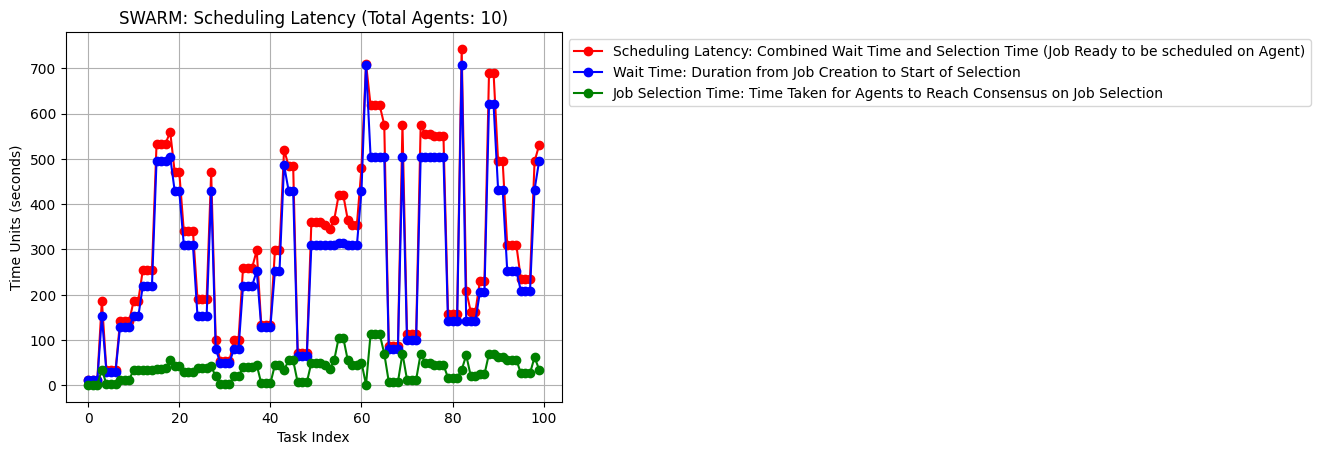 SWARM: Scheduling Latency (Total Agents: 10)
Scheduling Latency: Combined Wait Time and Selection Time (Job Ready to be scheduled on Agent)
Wait Time: Duration from Job Creation to Start of Selection
Job Selection Time: Time Taken for Agents to Reach Consensus on Job Selection
Time Units (seconds)
700
600
500
400
300
200
100
0
0 20 40 60 80 100
Task Index